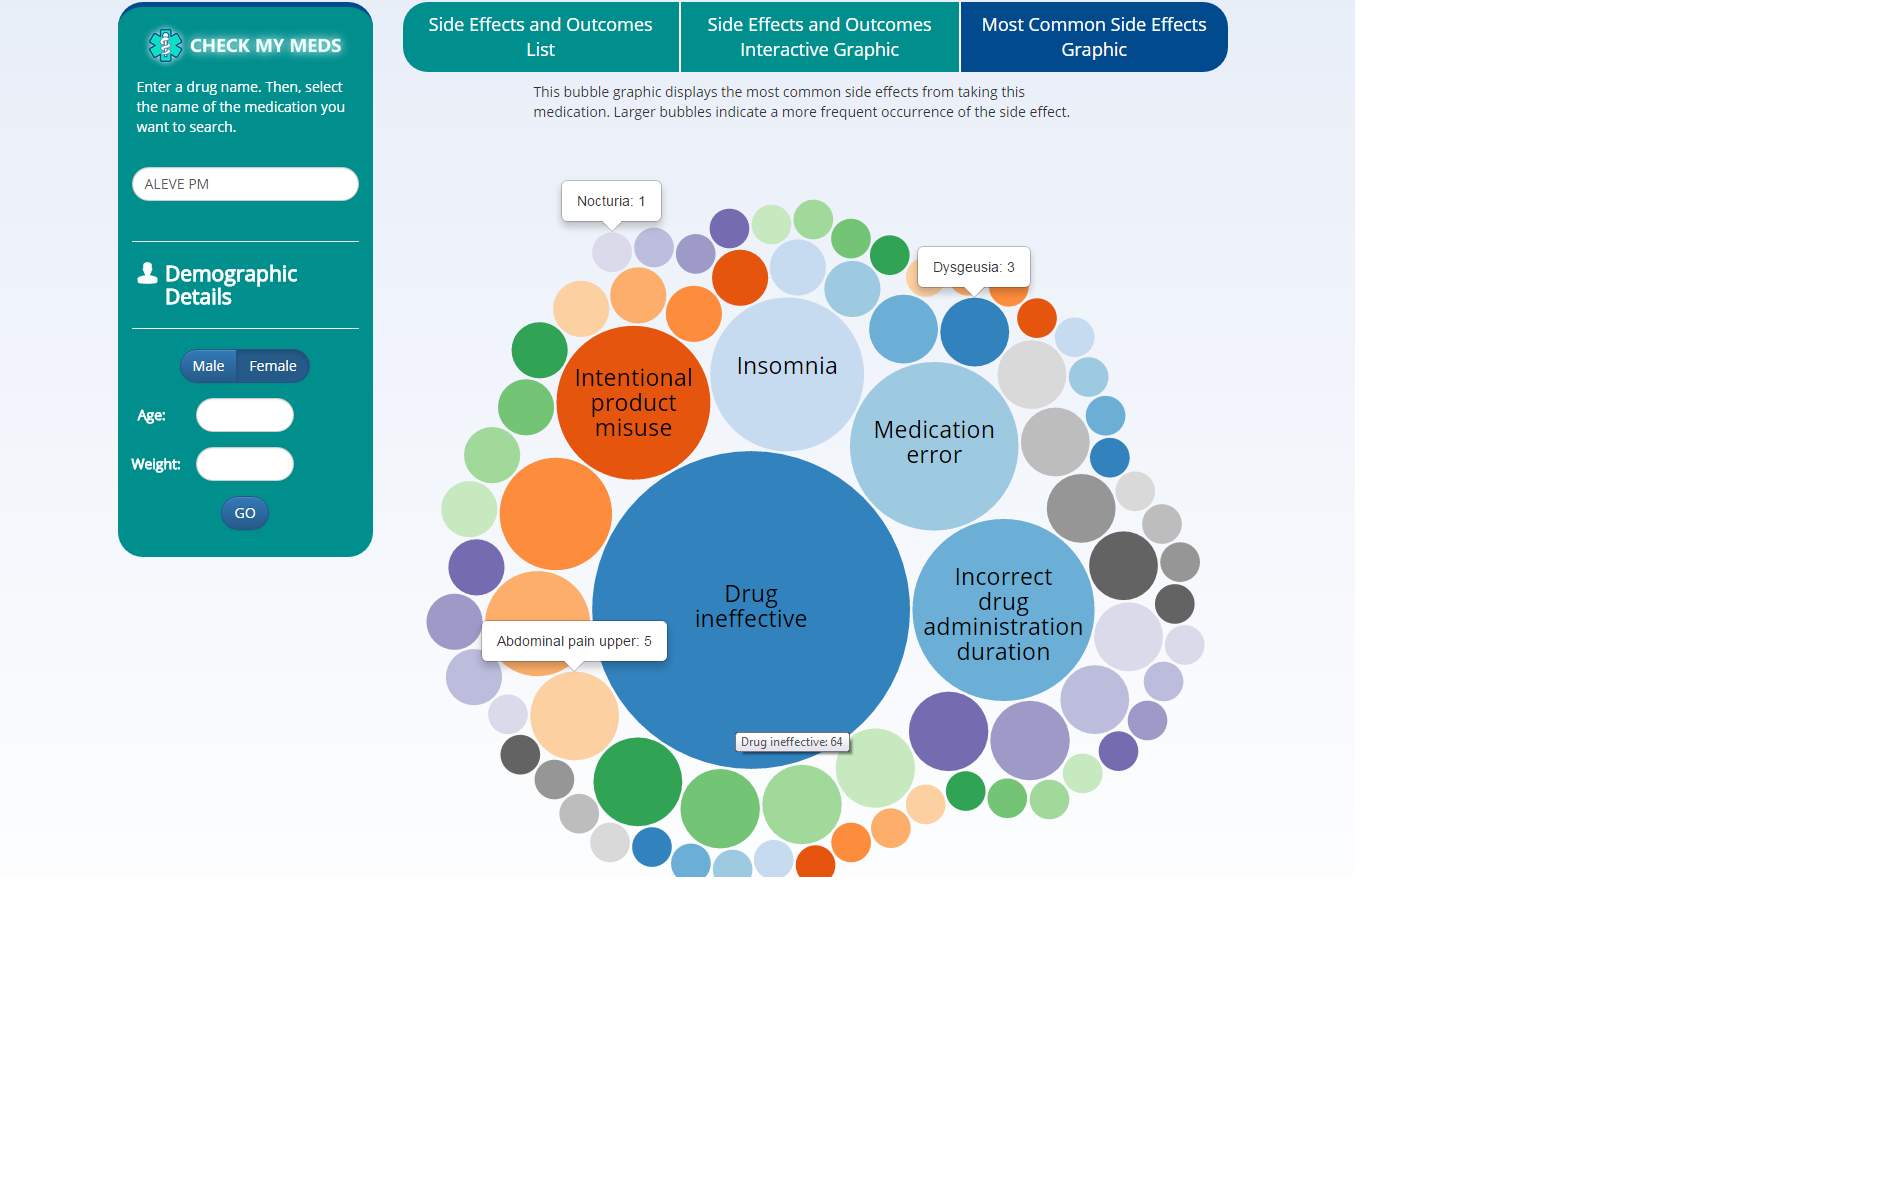 CHECK MY MEDS
Enter a drug name. Then, select
the name of the medication you
want to search.
ALEVE PM
Demographic
Details
Male
Female
Age:
Weight:
GO
Side Effects and Outcomes
List
Side Effects and Outcomes
Interactive Graphic
Most Common Side Effects
Graphic
This bubble graphic displays the most common side effects from taking this
medication. Larger bubbles indicate a more frequent occurrence of the side effect.
Nocturia: 1
Dysgeusia: 3
Insomnia
Intentional
product
misuse
Medication
error
Drug
ineffective
Incorrect
drug
administration
duration
Abdominal pain upper: 5
Drug ineffective: 64